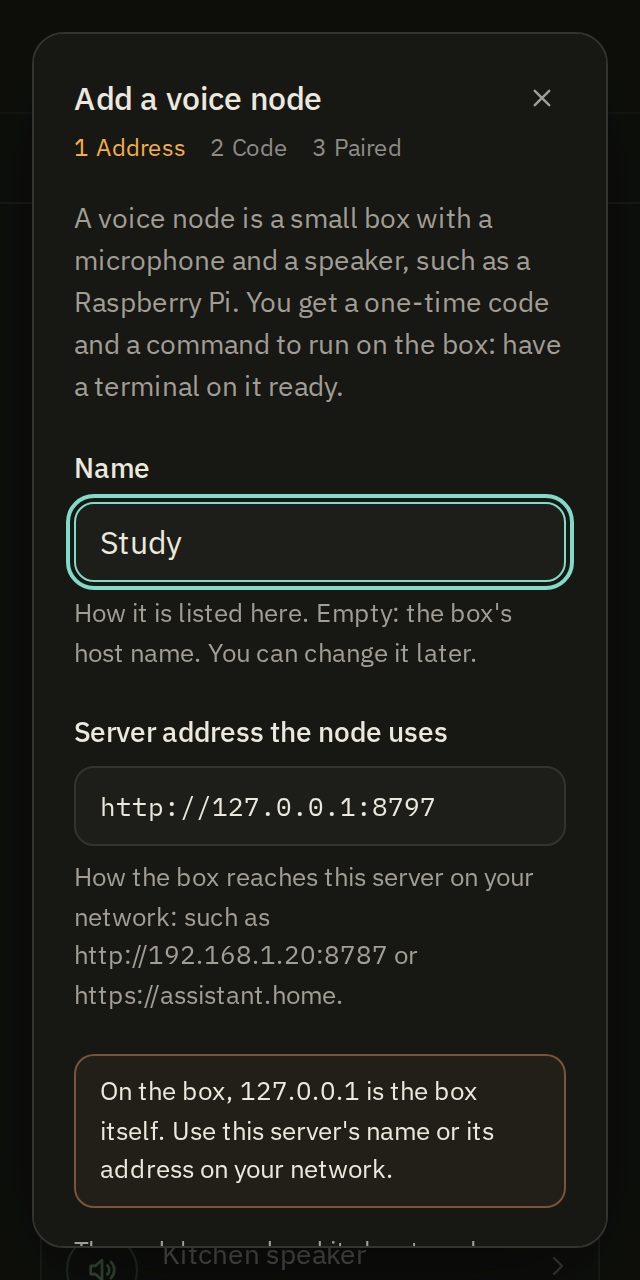 Add a voice node
1 Address 2 Code 3 Paired
A voice node is a small box with a
microphone and a speaker, such as a
Raspberry Pi. You get a one-time code
and a command to run on the box: have
a terminal on it ready.
Name
Study
How it is listed here. Empty: the box's
host name. You can change it later.
Server address the node uses
http://127.0.0.1:8797
How the box reaches this server on your
network: such as
http://192.168.1.20:8787 or
https://assistant.home.
On the box, 127.0.0.1 is the box
itself. Use this server's name or its
address on your network.
Kitchen speaker